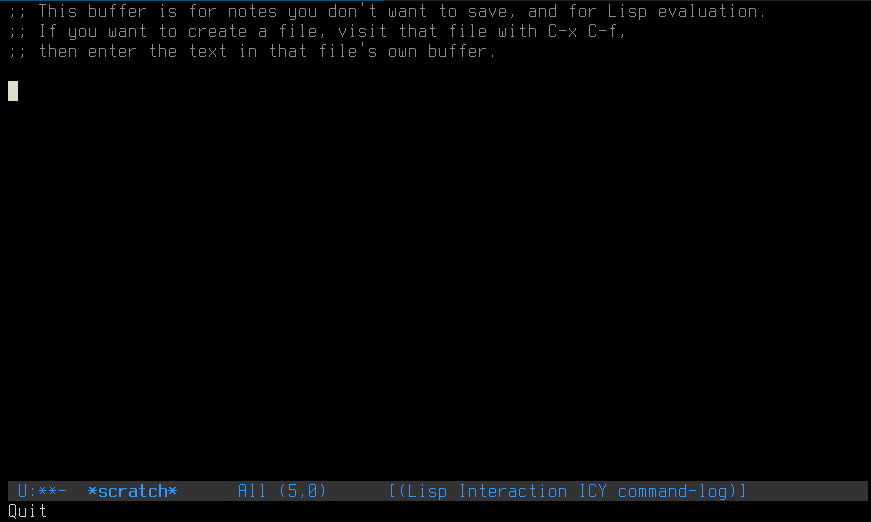 ;; This buffer is for notes you don't want to save, and for Lisp evaluation.
;; If you want to create a file, visit that file with C-x C-f,
;; then enter the text in that file's own buffer.
U:**-  *scratch*      All (5,0)      [(Lisp Interaction ICY command-log)]
Quit